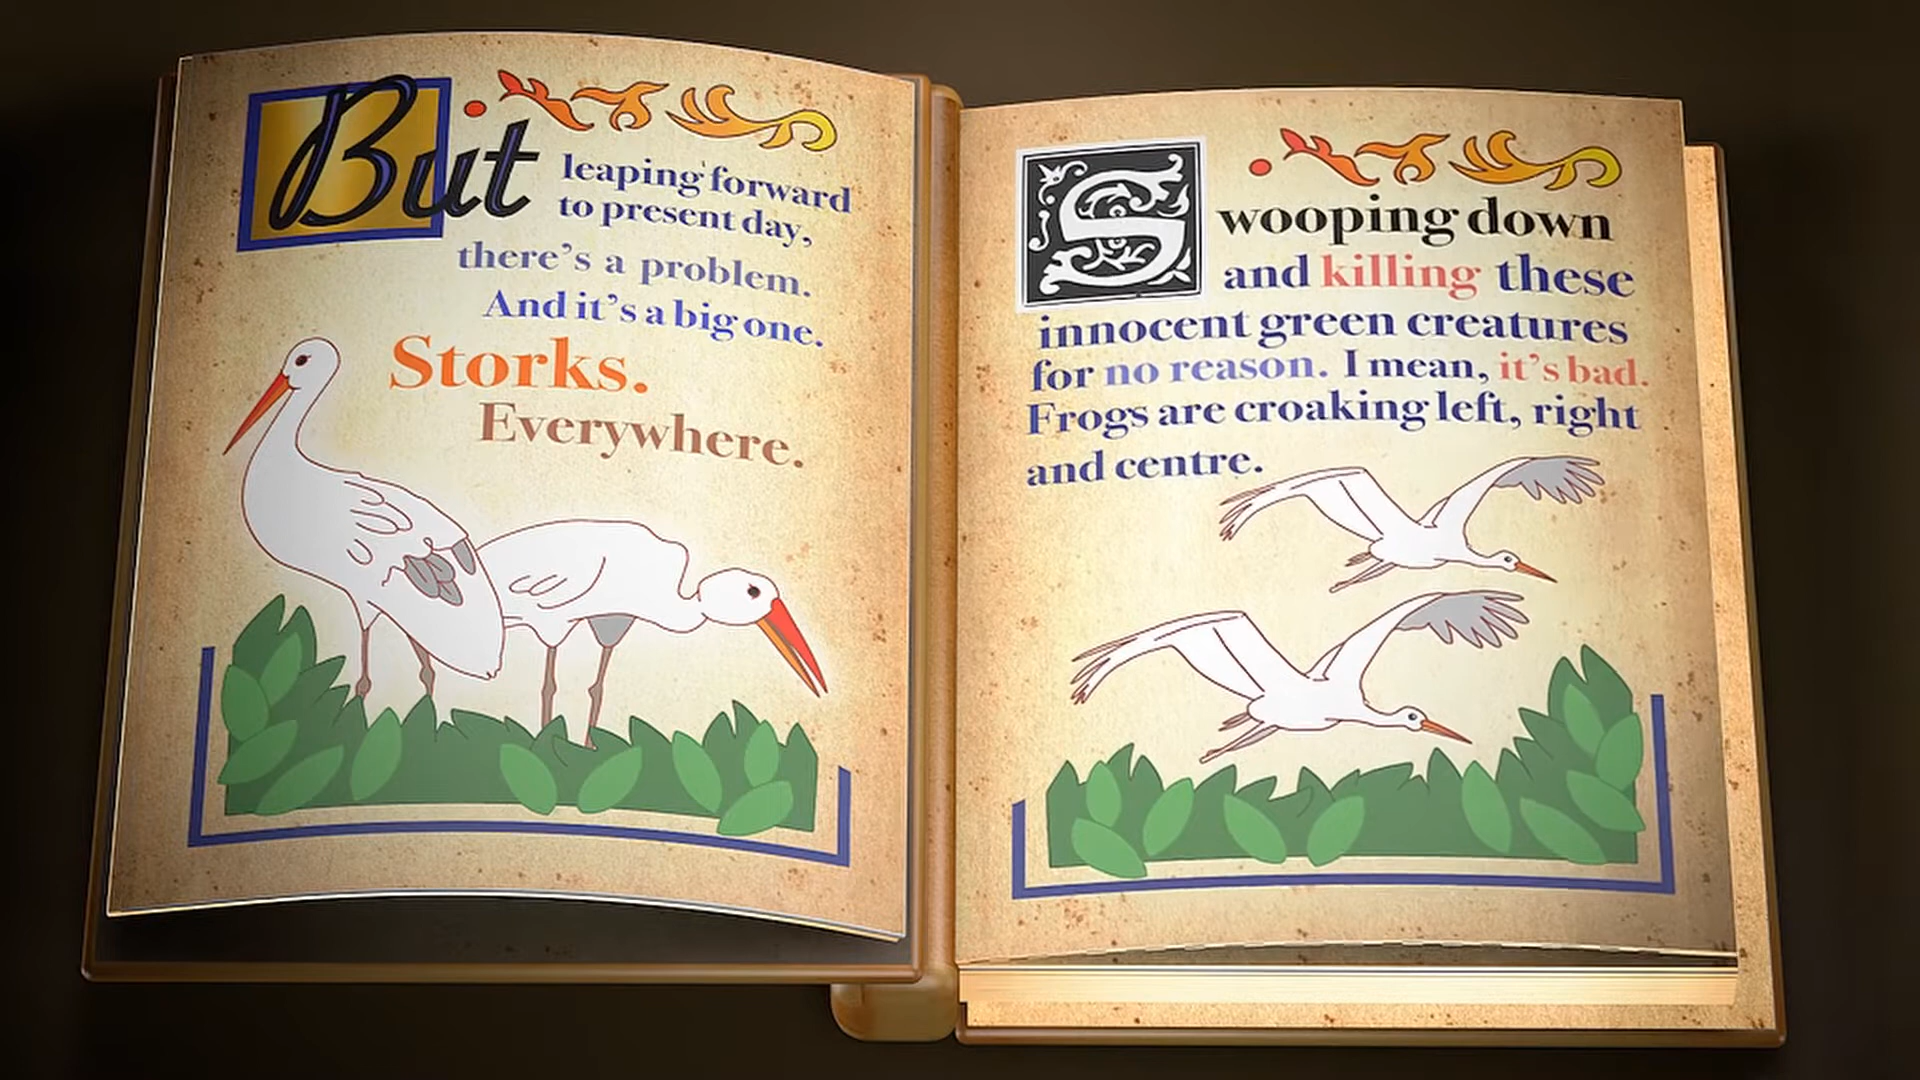 But leaping forward
to present day,
there's a problem.
And it's a big one.
Storks.
Everywhere.
Swooping down
and killing these
innocent green creatures
for no reason. I mean, it's bad.
Frogs are croaking left, right
and centre.